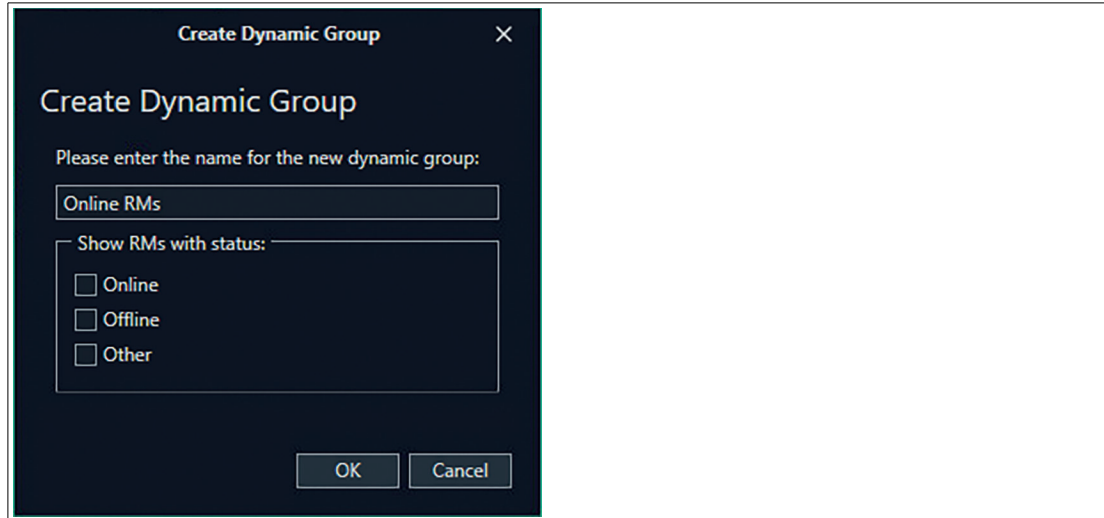 Create Dynamic Group
Create Dynamic Group
Please enter the name for the new dynamic group:
Online RMs
Show RMs with status:
Online
Offline
Other
OK Cancel